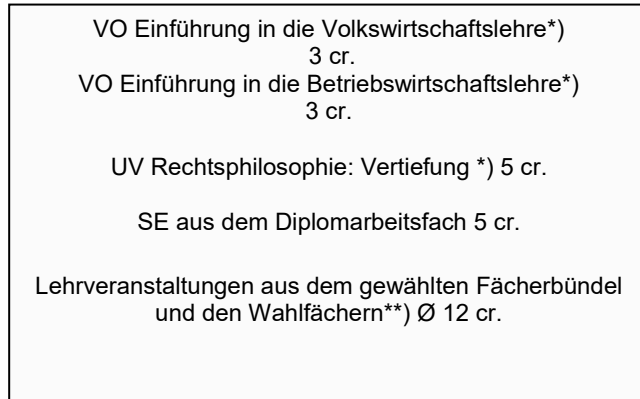 VO Einführung in die Volkswirtschaftslehre*)
3 cr.
VO Einführung in die Betriebswirtschaftslehre*)
3 cr.
UV Rechtsphilosophie: Vertiefung *) 5 cr.
SE aus dem Diplomarbeitsfach 5 cr.
Lehrveranstaltungen aus dem gewählten Fächerbündel
und den Wahlfächern**) Ø 12 cr.